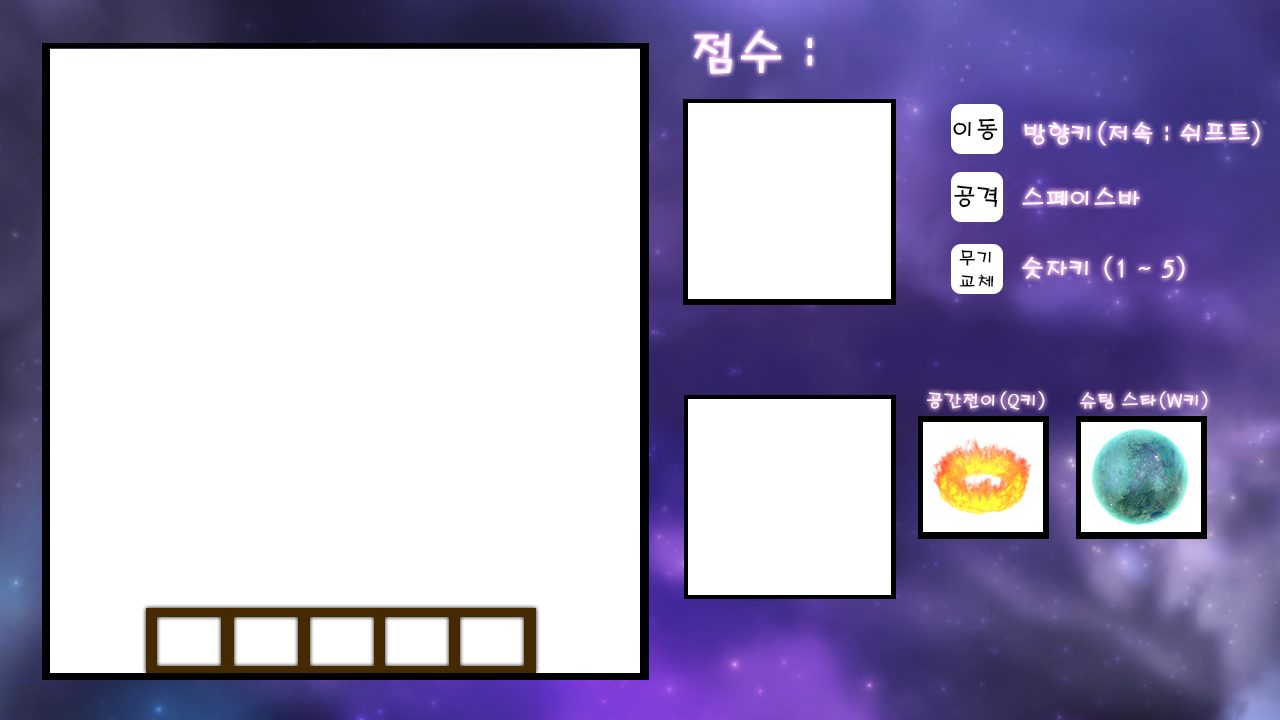 점수 :
이동 방향키(저속 : 쉬프트)
공격 스페이스바
무기
교체
숫자키 (1 ~ 5)
공간전이(Q키) 슈팅 스타(W키)